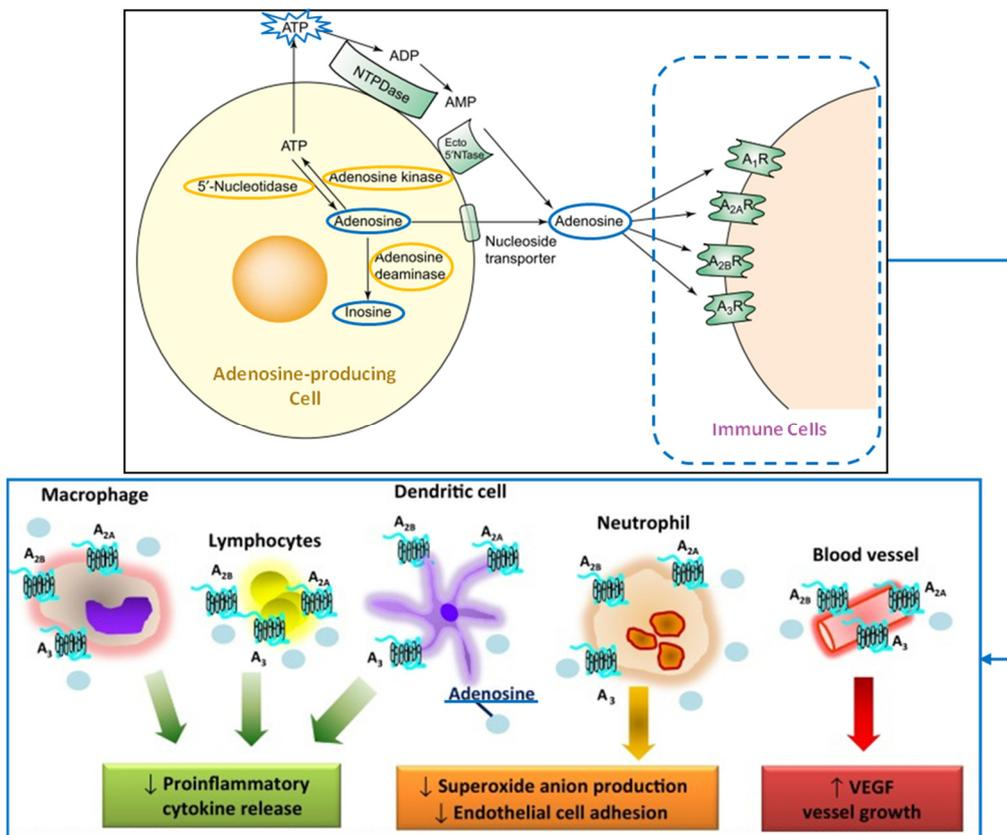 ATP
ADP
NTPDase
AMP
Ecto
5'NTase
ATP
5'-Nucleotidase
Adenosine kinase
Adenosine
Adenosine
deaminase
Inosine
Nucleoside
transporter
Adenosine
A1R
A2AR
A2BR
A3R
Adenosine-producing
Cell
Immune Cells
Macrophage
A2B
A2A
A3
Lymphocytes
A2B
A2A
A3
Dendritic cell
A2B
A2A
A3
Adenosine
Neutrophil
A2B
A2A
A3
Blood vessel
A2B
A2A
A3
↓ Proinflammatory
cytokine release
↓ Superoxide anion production
↓ Endothelial cell adhesion
↑ VEGF
vessel growth